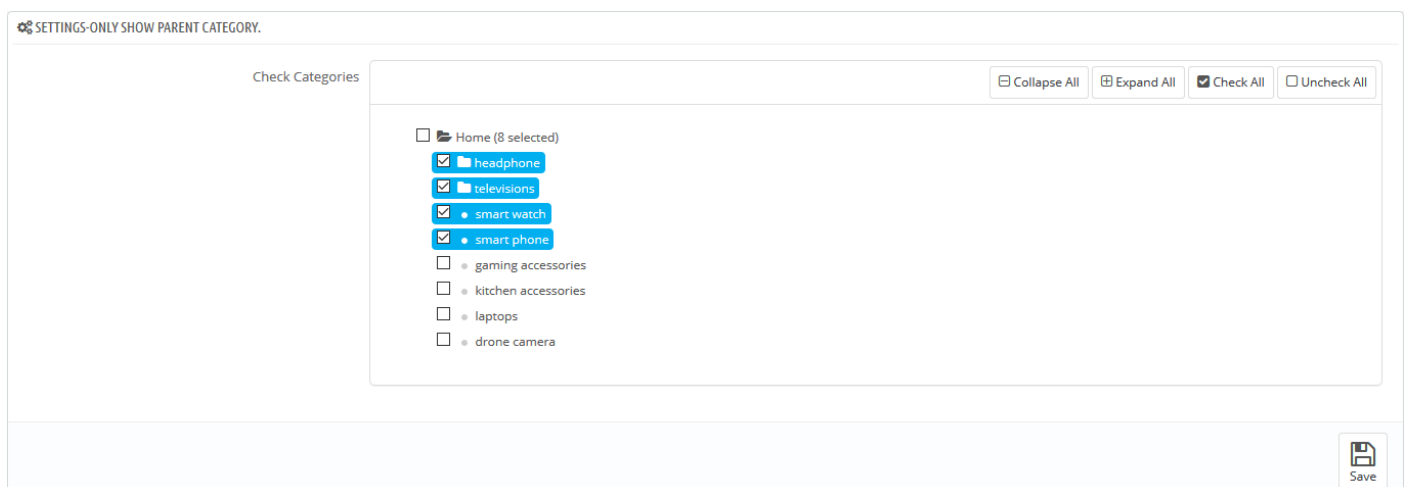 SETTINGS-ONLY SHOW PARENT CATEGORY.
Check Categories
Collapse All Expand All Check All Uncheck All
Home (8 selected)
headphone
televisions
smart watch
smart phone
gaming accessories
kitchen accessories
laptops
drone camera
Save